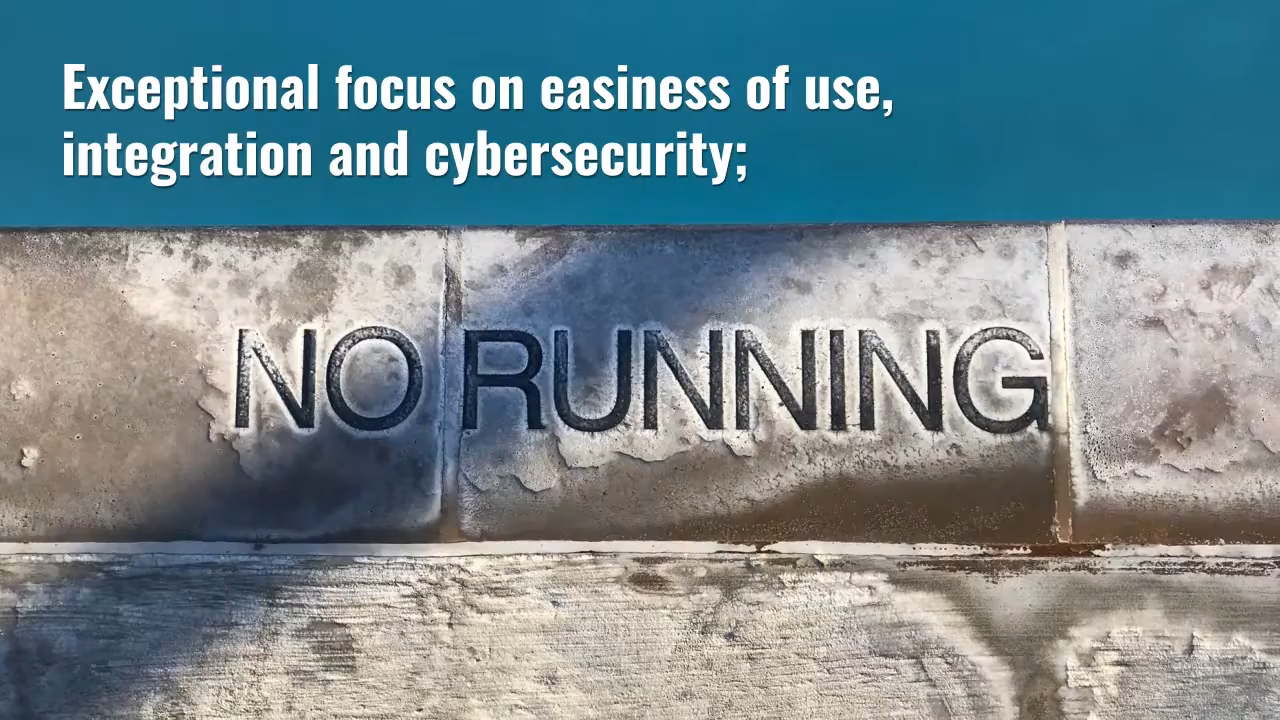 Exceptional focus on easiness of use,
integration and cybersecurity;
NO RUNNING